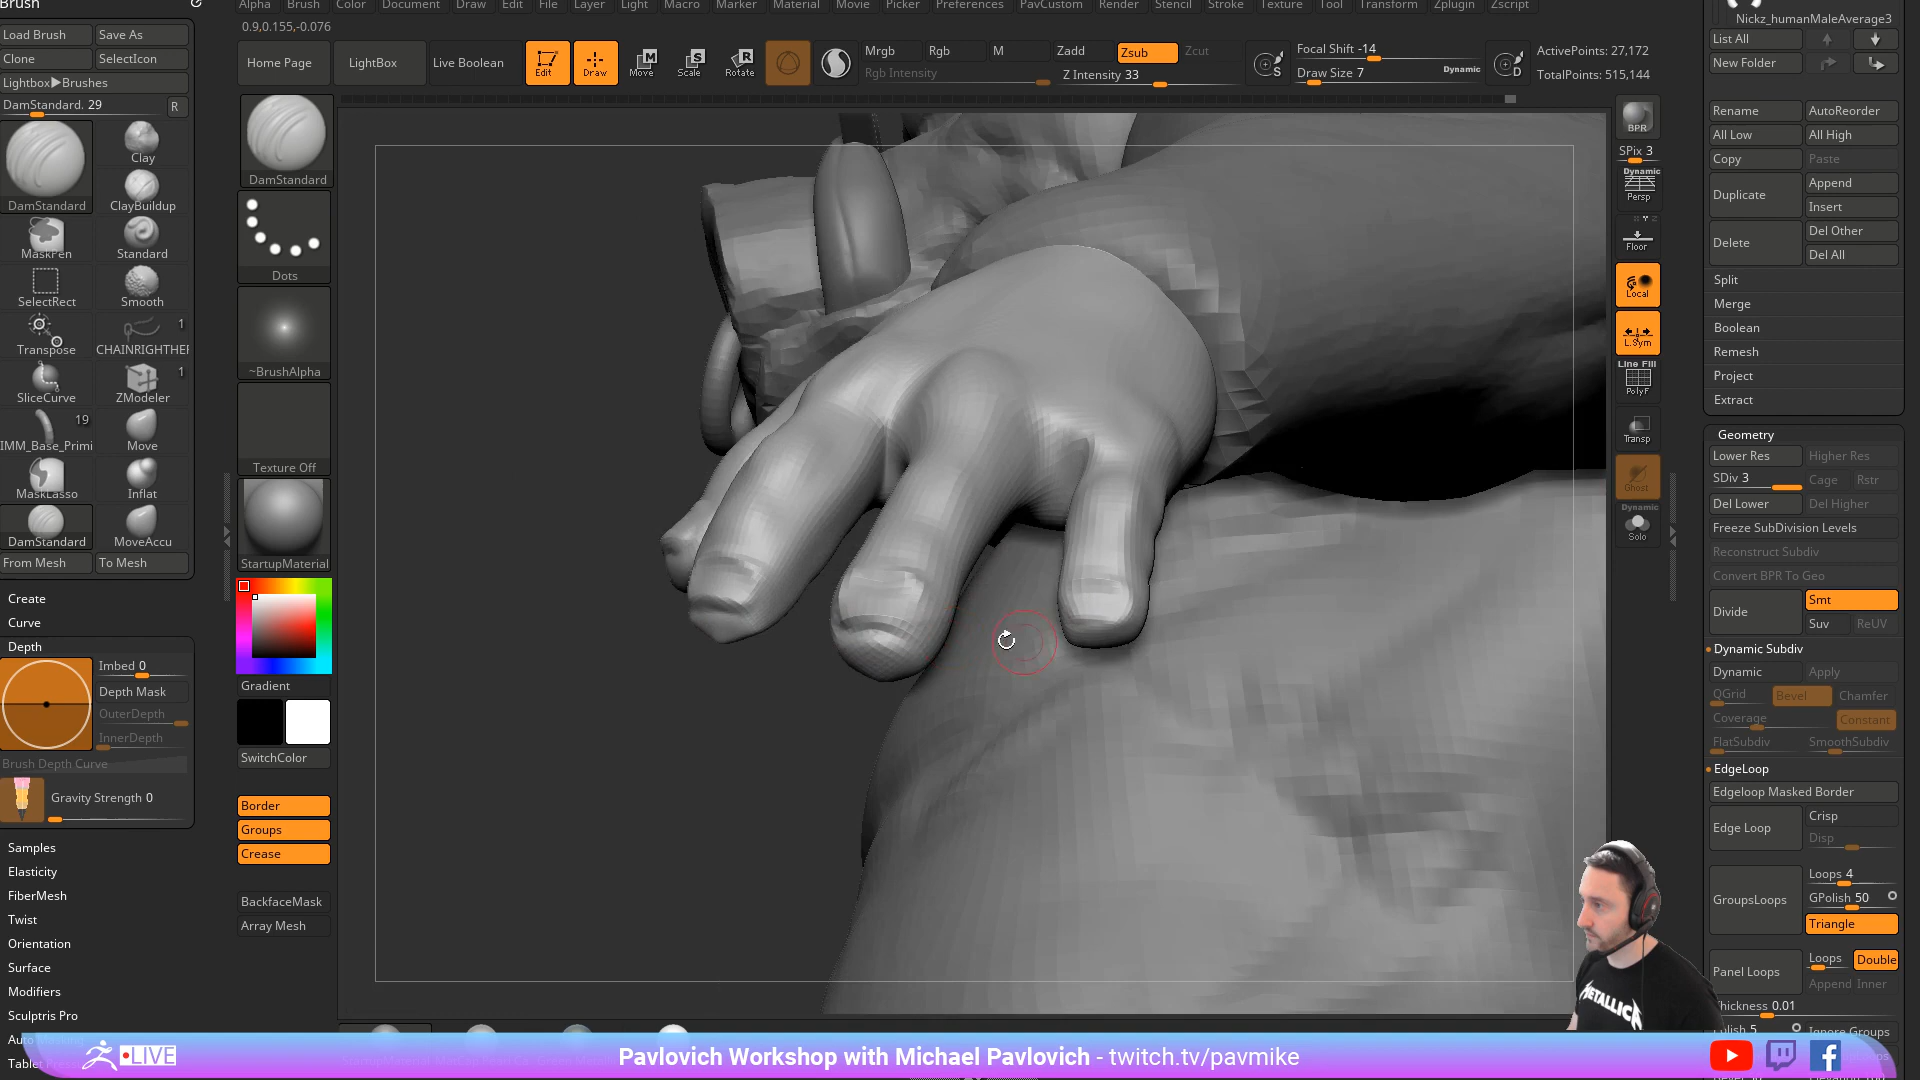 Brush
Load Brush
Save As
Clone
SelectIcon
Lightbox▶Brushes
DamStandard. 29
R
DamStandard
Clay
ClayBuildup
MaskPen
Standard
SelectRect
Smooth
Transpose
1
CHAINRIGHTHER
SliceCurve
1
ZModeler
19
IMM_Base_Primi
Move
MaskLasso
Inflat
DamStandard
MoveAccu
From Mesh
To Mesh
Create
Curve
Depth
Imbed 0
Depth Mask
OuterDepth
InnerDepth
Brush Depth Curve
Gravity Strength 0
Samples
Elasticity
FiberMesh
Twist
Orientation
Surface
Modifiers
Sculptris Pro
Alpha Brush Color Document Draw Edit File Layer Light Macro Marker Material Movie Picker Preferences PavCustom Render Stencil Stroke Texture Tool Transform Zplugin Zscript
0.9,0.155,-0.076
Home Page
LightBox
Live Boolean
Edit
Draw
Move
Scale
Rotate
Mrgb
Rgb
M
Rgb Intensity
Zadd
Zsub
Zcut
Z Intensity 33
S
Focal Shift -14
Draw Size 7
Dynamic
D
ActivePoints: 27,172
TotalPoints: 515,144
DamStandard
Dots
~BrushAlpha
Texture Off
StartupMaterial
Gradient
SwitchColor
Border
Groups
Crease
BackfaceMask
Array Mesh
BPR
SPix 3
Dynamic
Persp
Floor
Local
L.Sym
Line Fill
PolyF
Transp
Ghost
Dynamic
Solo
Nickz_humanMaleAverage3
List All
New Folder
Rename
AutoReorder
All Low
All High
Copy
Paste
Duplicate
Append
Insert
Delete
Del Other
Del All
Split
Merge
Boolean
Remesh
Project
Extract
Geometry
Lower Res
Higher Res
SDiv 3
Cage
Rstr
Del Lower
Del Higher
Freeze SubDivision Levels
Reconstruct Subdiv
Convert BPR To Geo
Divide
Smt
Suv
ReUV
Dynamic Subdiv
Dynamic
Apply
QGrid
Bevel
Chamfer
Coverage
Constant
FlatSubdiv
SmoothSubdiv
EdgeLoop
Edgeloop Masked Border
Edge Loop
Crisp
Disp
GroupsLoops
Loops 4
GPolish 50
Triangle
Panel Loops
Loops
Double
Append
Inner
Thickness 0.01
Polish 5
Ignore Groups
METALLICA
LIVE
Pavlovich Workshop with Michael Pavlovich - twitch.tv/pavmike